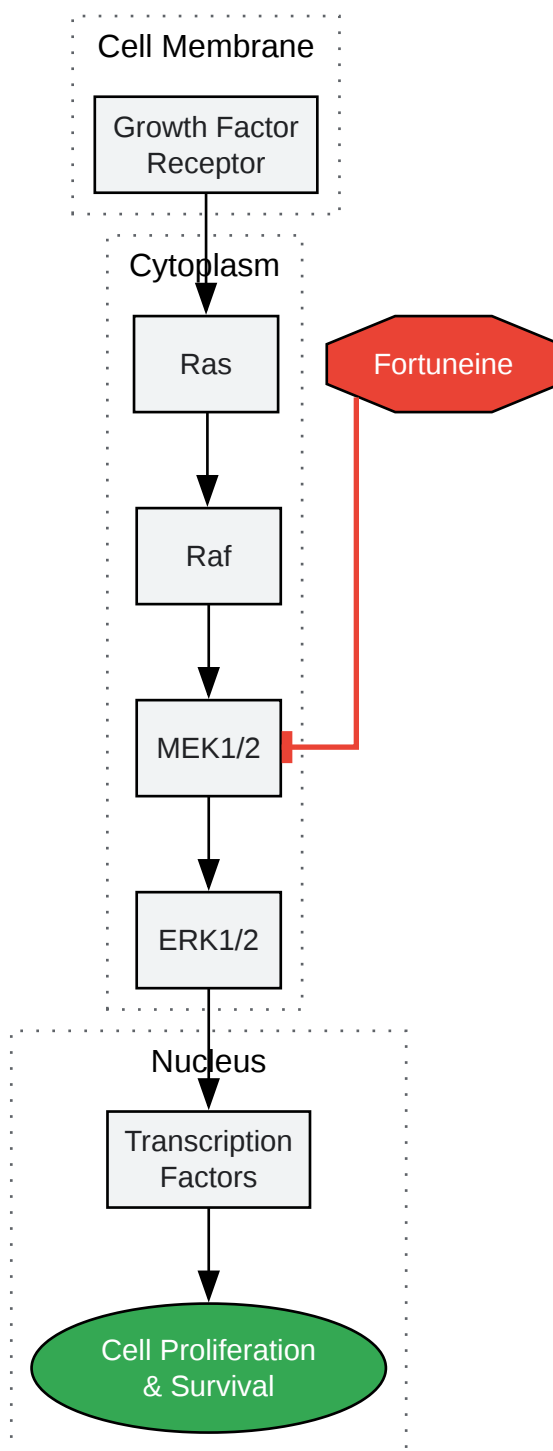 Cell Membrane
Growth Factor
Receptor
Cytoplasm
Ras
Fortuneine
Raf
MEK1/2
ERK1/2
Nucleus
Transcription
Factors
Cell Proliferation
& Survival